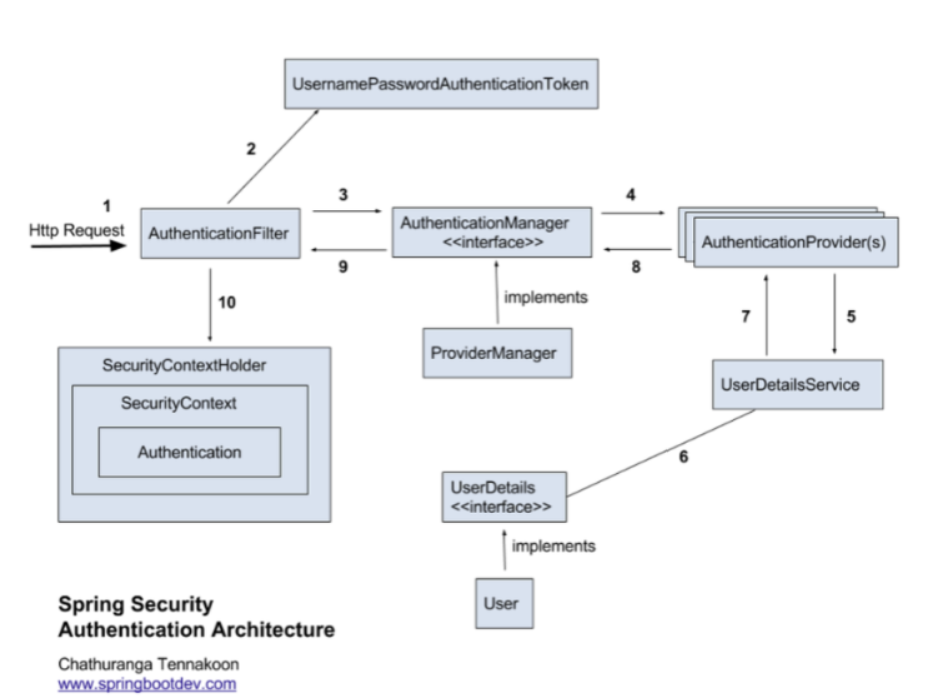 UsernamePasswordAuthenticationToken
2
1
3
4
Http Request
AuthenticationFilter
AuthenticationManager
<<interface>>
AuthenticationProvider(s)
9
8
10
implements
7
5
ProviderManager
SecurityContextHolder
UserDetailsService
SecurityContext
Authentication
6
UserDetails
<<interface>>
implements
User
Spring Security
Authentication Architecture
Chathuranga Tennakoon
www.springbootdev.com